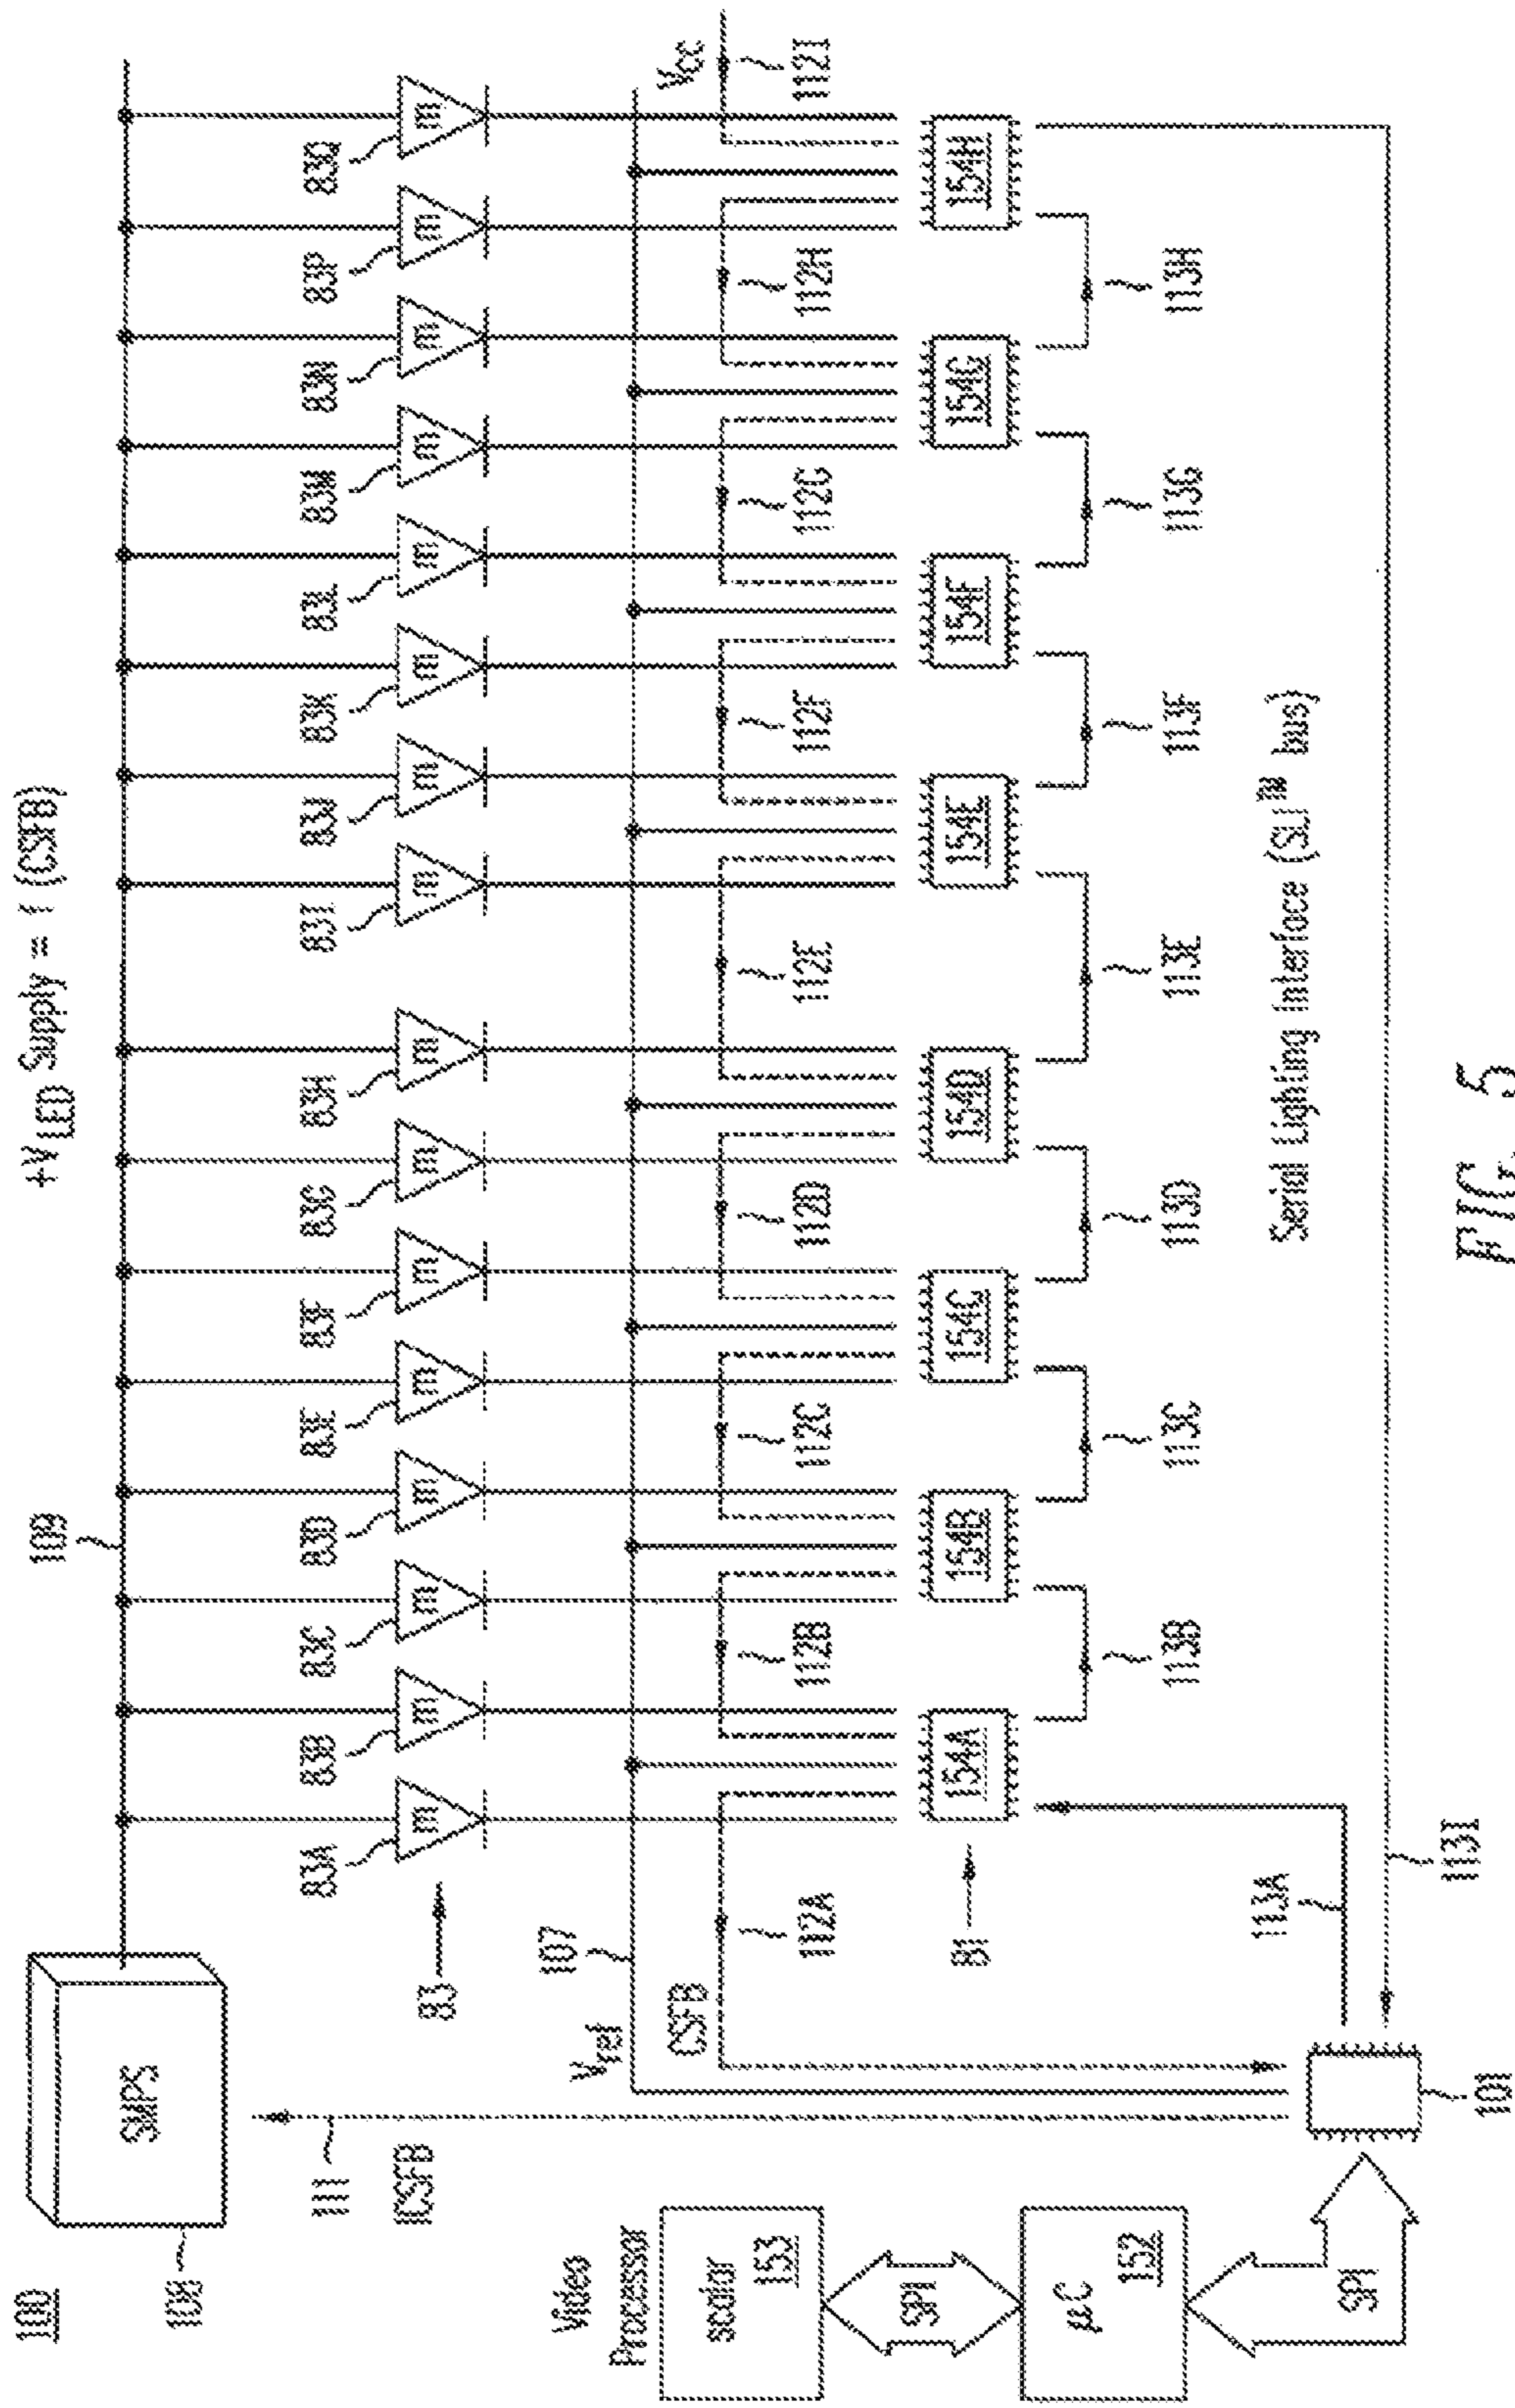 100
+VLED Supply = f (CSFB)
SMPS
108
109
m m m m m m m m m m m m m m m m
83A 83B 83C 83D 83E 83F 83G 83H 83I 83J 83K 83L 83M 83N 83P 83Q
83
111
ICSFB
Vref
107
CSFB
Vcc
112A 112B 112C 112D 112E 112F 112G 112H 112I
Video
Processor
scalar
153
SPI
µC
152
SPI
101
81
154A 154B 154C 154D 154E 154F 154G 154H
113A 113B 113C 113D 113E 113F 113G 113H
113I
Serial Lighting Interface (SLI™ bus)
FIG. 5